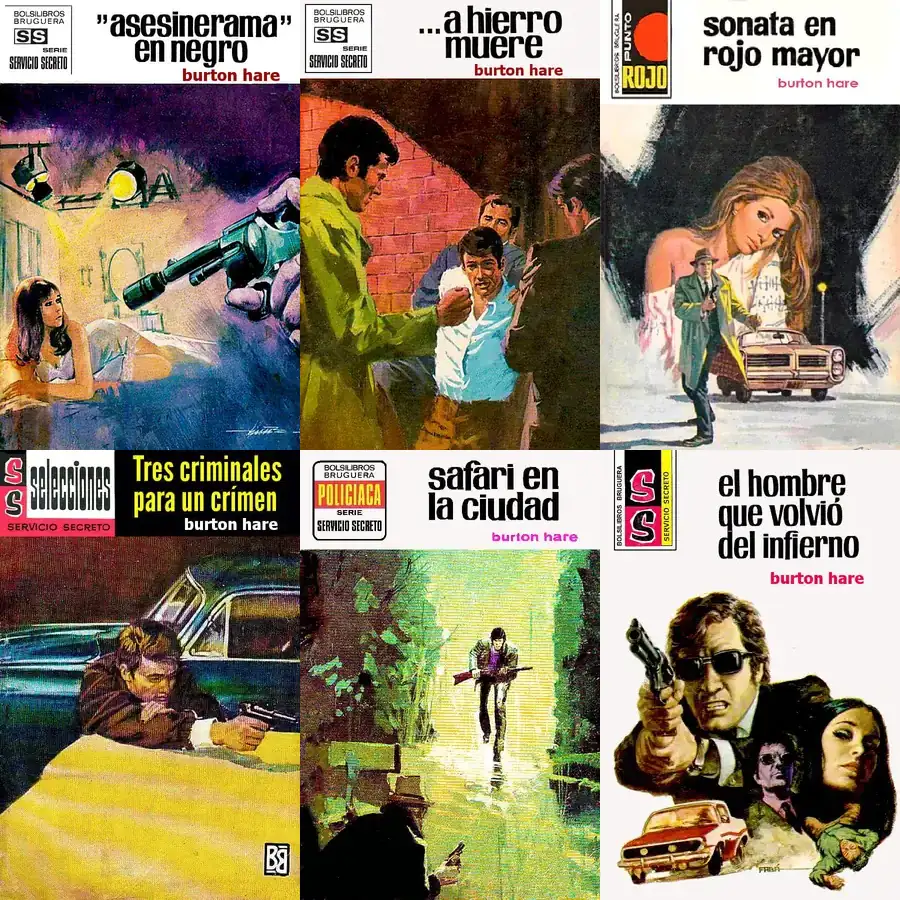 BOLSILIBROS
BRUGUERA
SS
SERIE
SERVICIO SECRETO
"asesinerama"
en negro
burton hare
BOLSILIBROS
BRUGUERA
SS
SERIE
SERVICIO SECRETO
...a hierro
muere
burton hare
BOLSILIBROS BRUGUERA
PUNTO
ROJO
sonata en
rojo mayor
burton hare
SS
selecciones
SERVICIO SECRETO
Tres criminales
para un crímen
burton hare
BB
BOLSILIBROS
BRUGUERA
POLICIACA
SERIE
SERVICIO SECRETO
safari en
la ciudad
burton hare
BOLSILIBROS BRUGUERA
SS
SERVICIO SECRETO
el hombre
que volvió
del infierno
burton hare